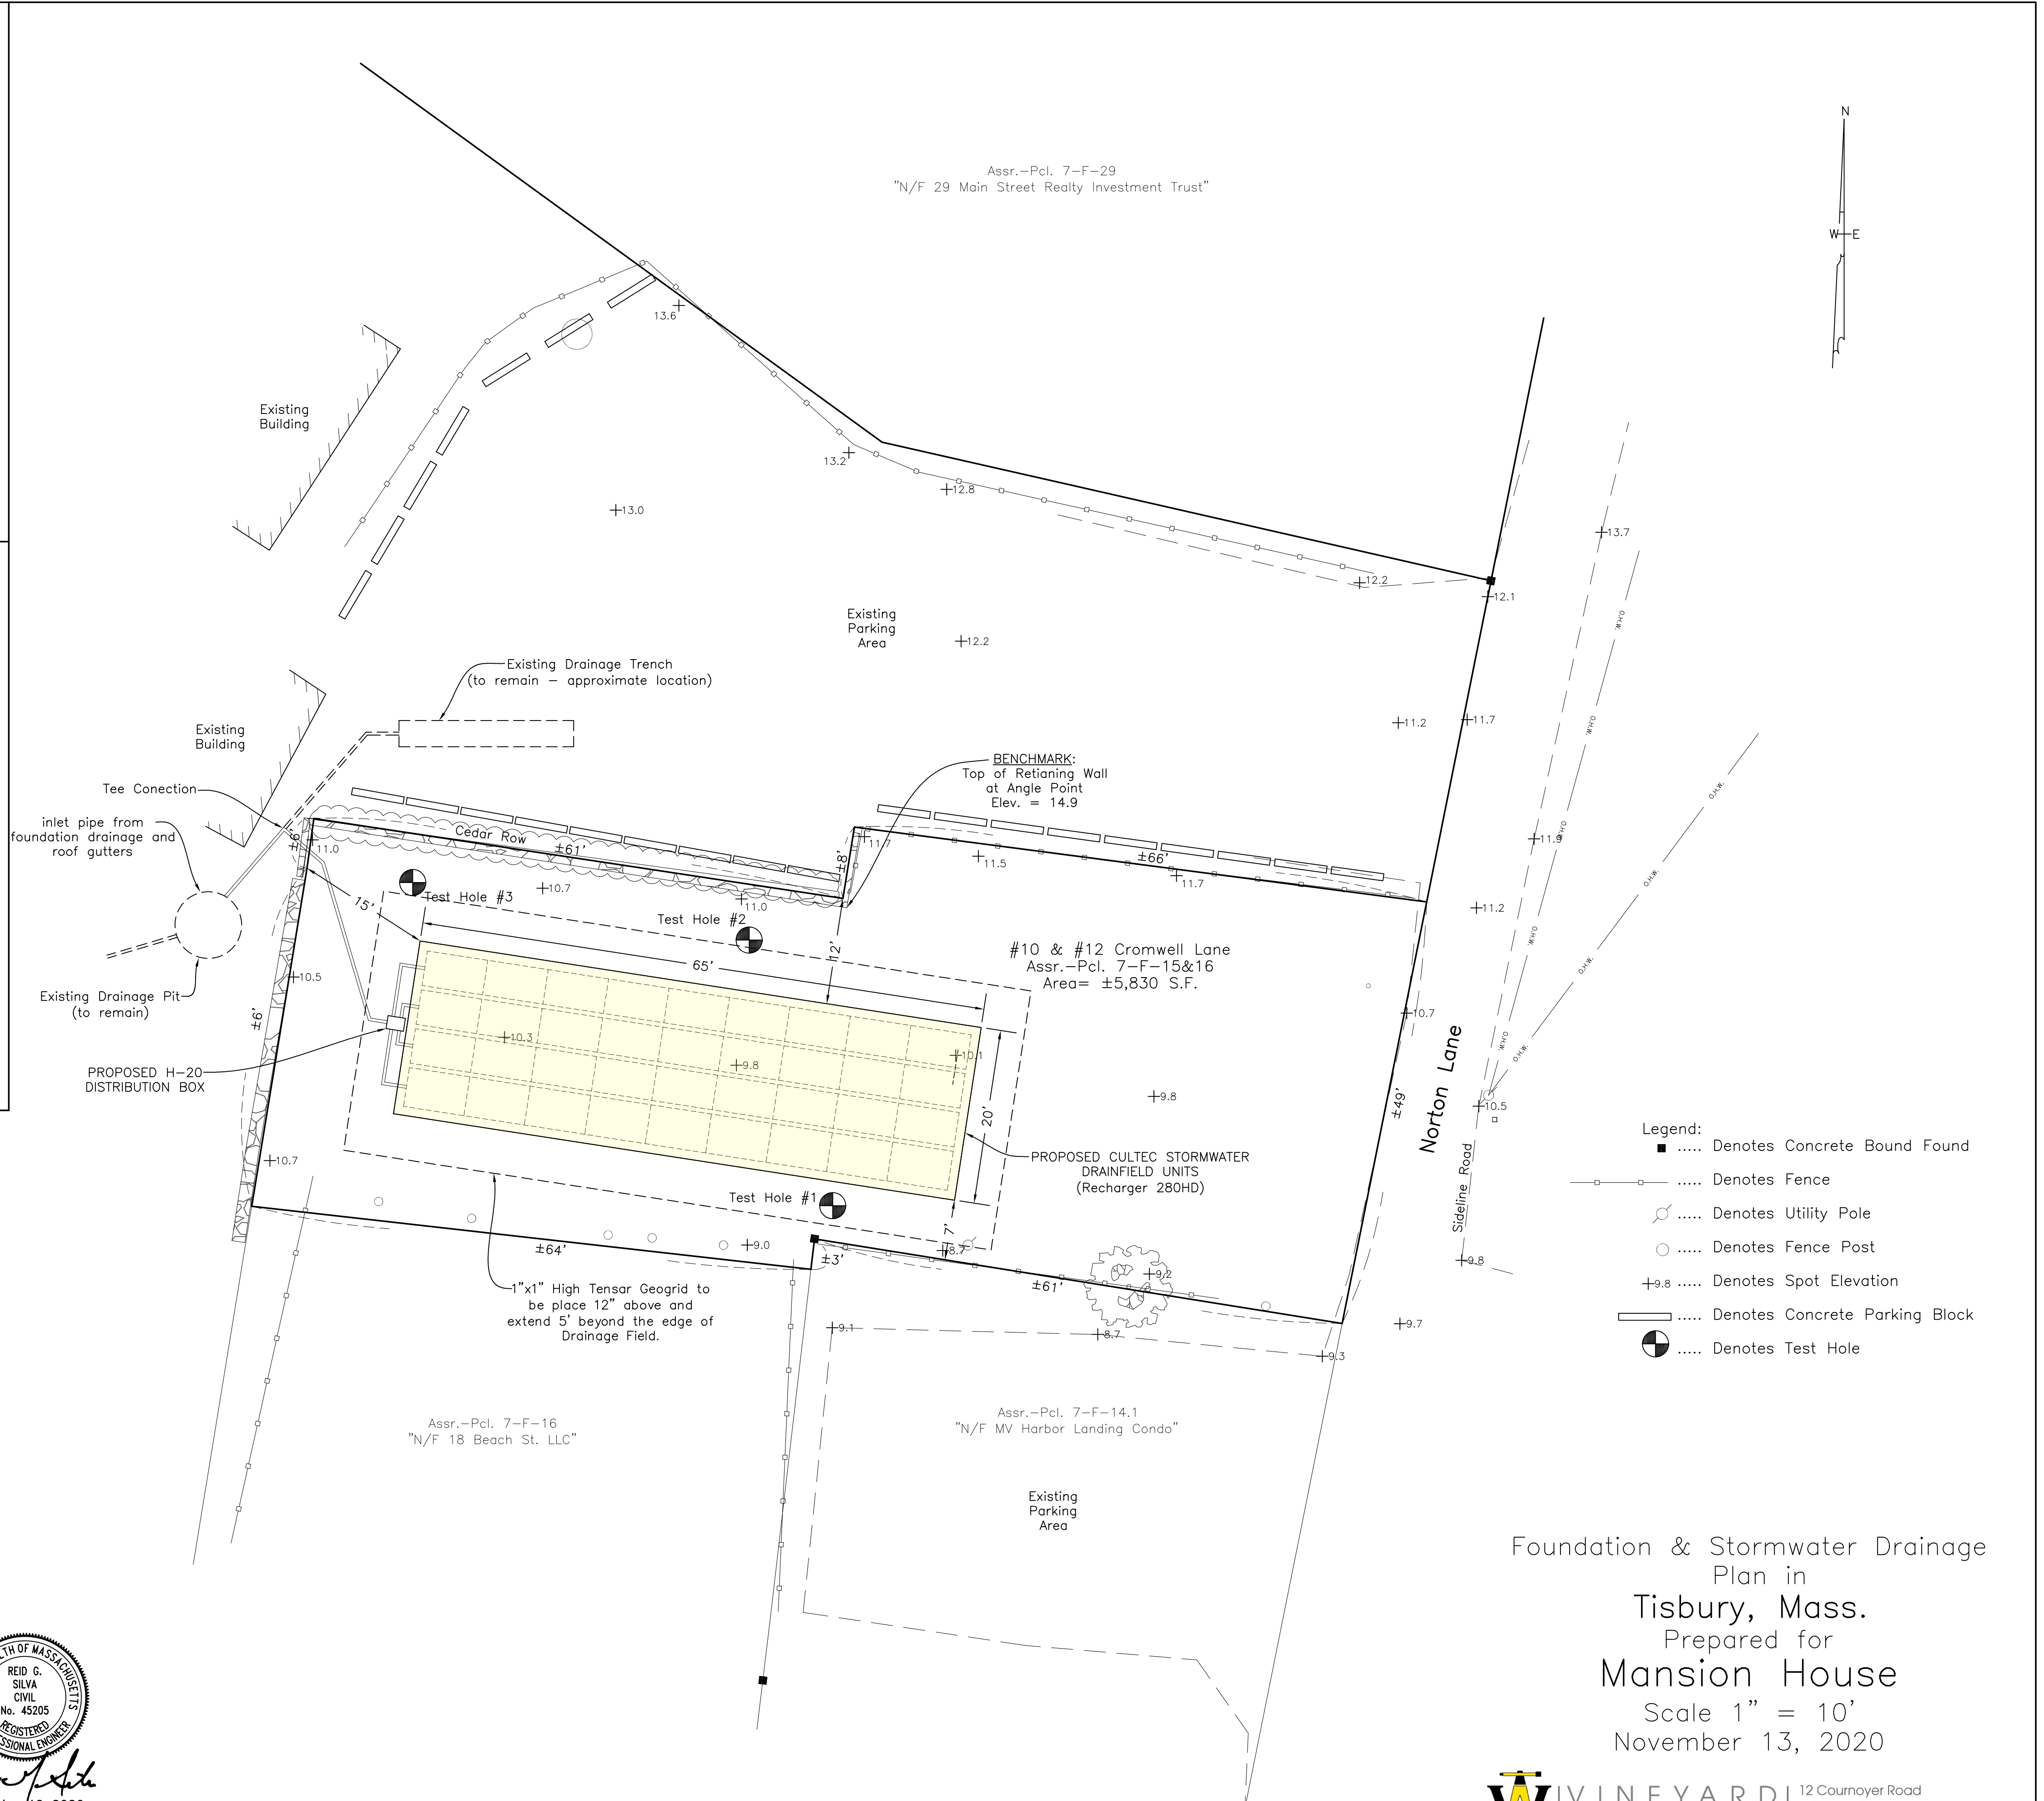 N
W E
Assr.-Pcl. 7-F-29
"N/F 29 Main Street Realty Investment Trust"
13.6
Existing
Building
13.2
12.8
13.0
13.7
12.2
12.1
O.H.W.
Existing
Parking
Area
12.2
Existing Drainage Trench
(to remain - approximate location)
11.2
11.7
O.H.W.
Existing
Building
BENCHMARK:
Top of Retianing Wall
at Angle Point
Elev. = 14.9
Tee Conection
O.H.W.
inlet pipe from
foundation drainage and
roof gutters
±6'
11.0
Cedar Row
±61'
±8'
11.7
11.5
±66'
11.7
11.9
O.H.W.
10.7
11.0
Test Hole #3
15'
Test Hole #2
12'
65'
11.2
O.H.W.
O.H.W.
O.H.W.
#10 & #12 Cromwell Lane
Assr.-Pcl. 7-F-15&16
Area= ±5,830 S.F.
10.5
Existing Drainage Pit
(to remain)
±6'
10.7
10.3
9.8
10.1
O.H.W.
O.H.W.
PROPOSED H-20
DISTRIBUTION BOX
9.8
20'
±49'
Norton Lane
10.5
Sideline Road
10.7
PROPOSED CULTEC STORMWATER
DRAINFIELD UNITS
(Recharger 280HD)
Test Hole #1
7'
±64'
9.0
±3'
8.7
±61'
9.2
9.8
1"x1" High Tensar Geogrid to
be place 12" above and
extend 5' beyond the edge of
Drainage Field.
9.1
8.7
9.3
9.7
Legend:
..... Denotes Concrete Bound Found
..... Denotes Fence
..... Denotes Utility Pole
..... Denotes Fence Post
9.8 ..... Denotes Spot Elevation
..... Denotes Concrete Parking Block
..... Denotes Test Hole
Assr.-Pcl. 7-F-16
"N/F 18 Beach St. LLC"
Assr.-Pcl. 7-F-14.1
"N/F MV Harbor Landing Condo"
Existing
Parking
Area
Foundation & Stormwater Drainage
Plan in
Tisbury, Mass.
Prepared for
Mansion House
Scale 1" = 10'
November 13, 2020
LTH OF MASSACHUSETTS
REID G.
SILVA
CIVIL
No. 45205
REGISTERED
SSIONAL ENGINEER
VINEYARD
12 Cournoyer Road